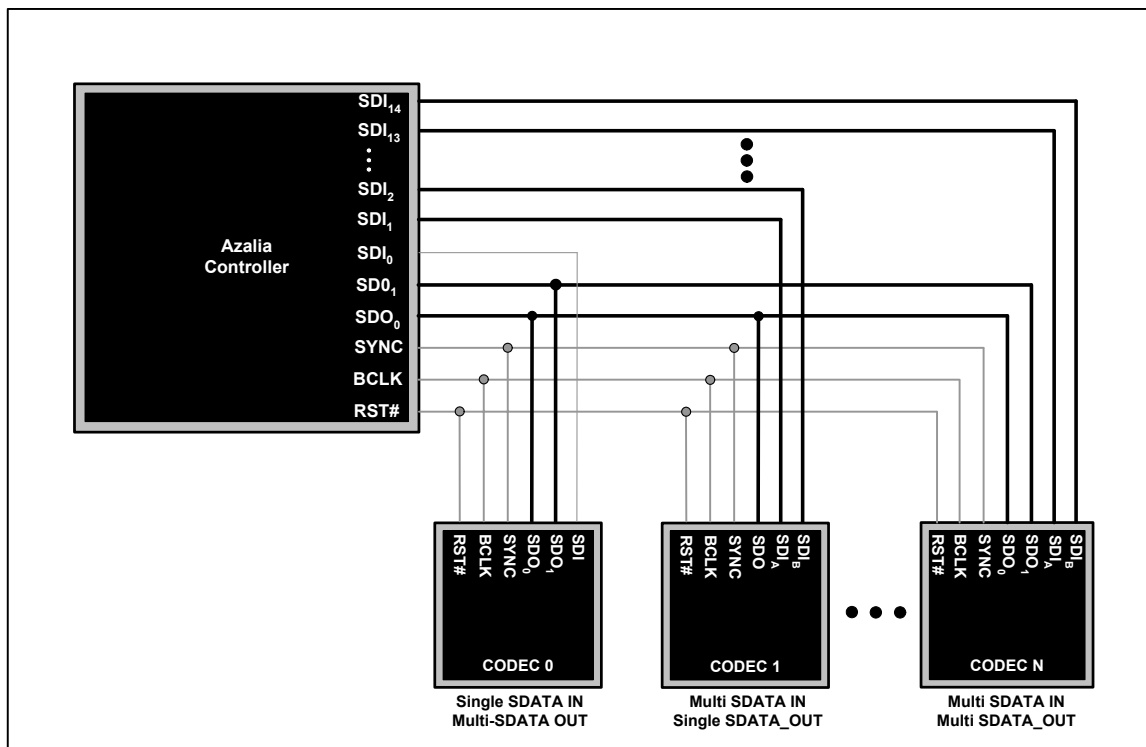 SDI14
SDI13
SDI2
SDI1
SDI0
SD01
SDO0
SYNC
BCLK
RST#
Azalia
Controller
RST#
BCLK
SYNC
SDO0
SDO1
SDI
CODEC 0
RST#
BCLK
SYNC
SDO
SDIA
SDIB
CODEC 1
RST#
BCLK
SYNC
SDO0
SDO1
SDIA
SDIB
CODEC N
Single SDATA IN
Multi-SDATA OUT
Multi SDATA IN
Single SDATA_OUT
Multi SDATA IN
Multi SDATA_OUT